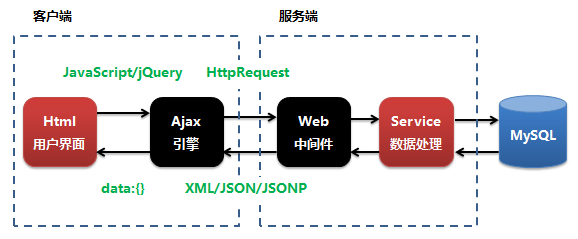 客户端
服务端
JavaScript/jQuery
HttpRequest
Html
用户界面
Ajax
引擎
Web
中间件
Service
数据处理
MySQL
data:{}
XML/JSON/JSONP